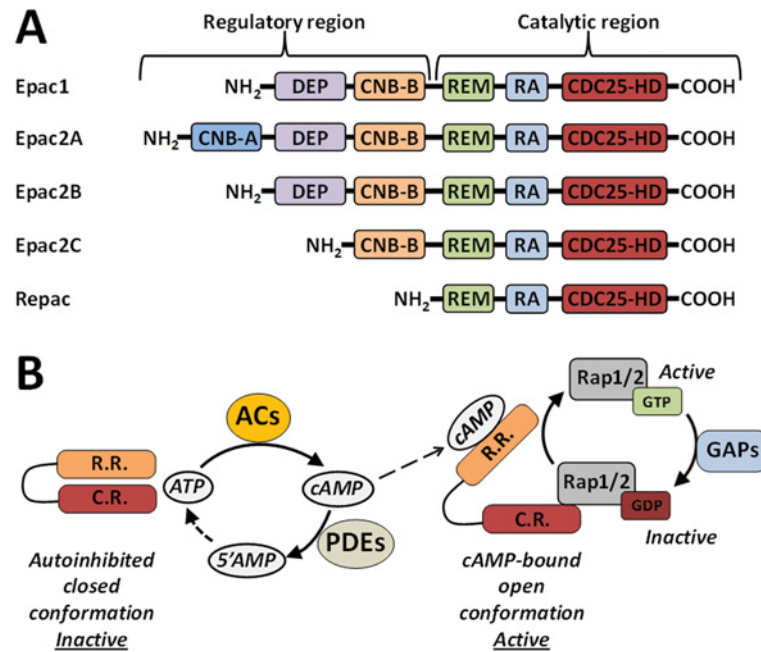 A
Regulatory region
Catalytic region
Epac1
NH2 DEP CNB-B REM RA CDC25-HD COOH
Epac2A
NH2 CNB-A DEP CNB-B REM RA CDC25-HD COOH
Epac2B
NH2 DEP CNB-B REM RA CDC25-HD COOH
Epac2C
NH2 CNB-B REM RA CDC25-HD COOH
Repac
NH2 REM RA CDC25-HD COOH
B
R.R.
C.R.
Autoinhibited
closed
conformation
Inactive
ACs
ATP
cAMP
5'AMP
PDEs
cAMP
R.R.
C.R.
cAMP-bound
open
conformation
Active
Rap1/2
GTP
Active
GAPs
Rap1/2
GDP
Inactive